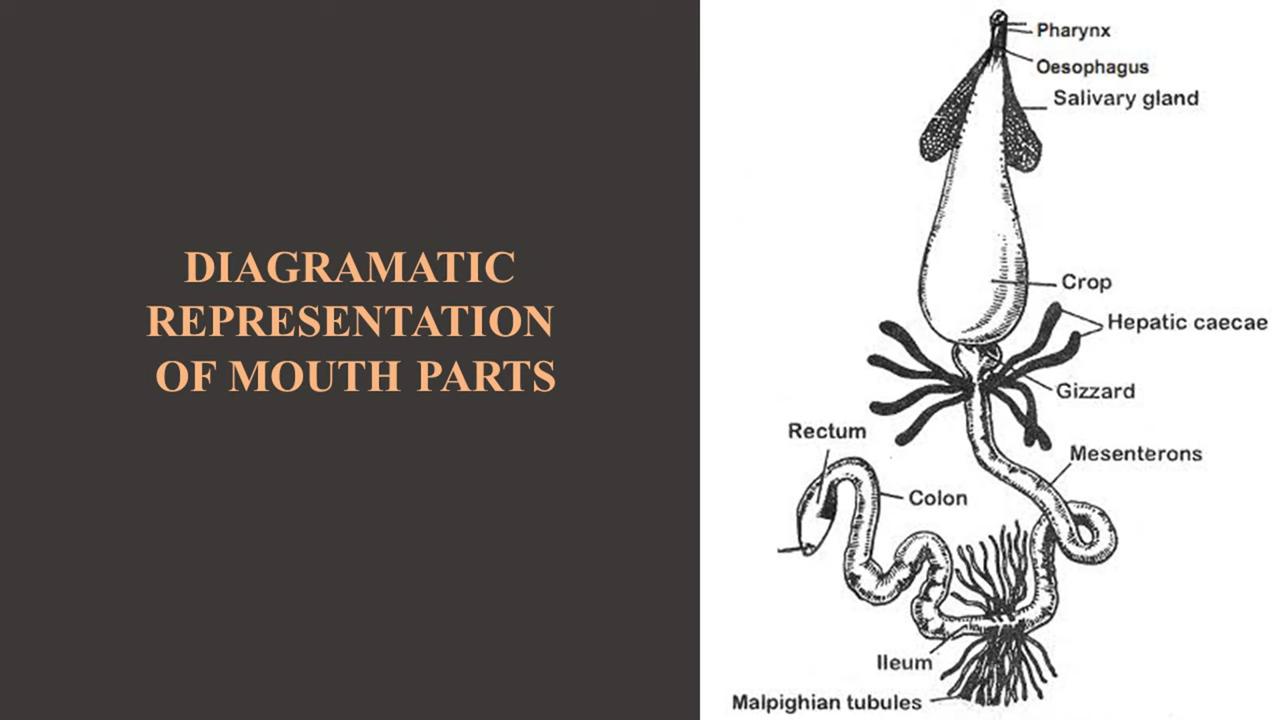 DIAGRAMATIC
REPRESENTATION
OF MOUTH PARTS
Pharynx
Oesophagus
Salivary gland
Crop
Hepatic caecae
Gizzard
Rectum
Mesenterons
Colon
Ileum
Malpighian tubules